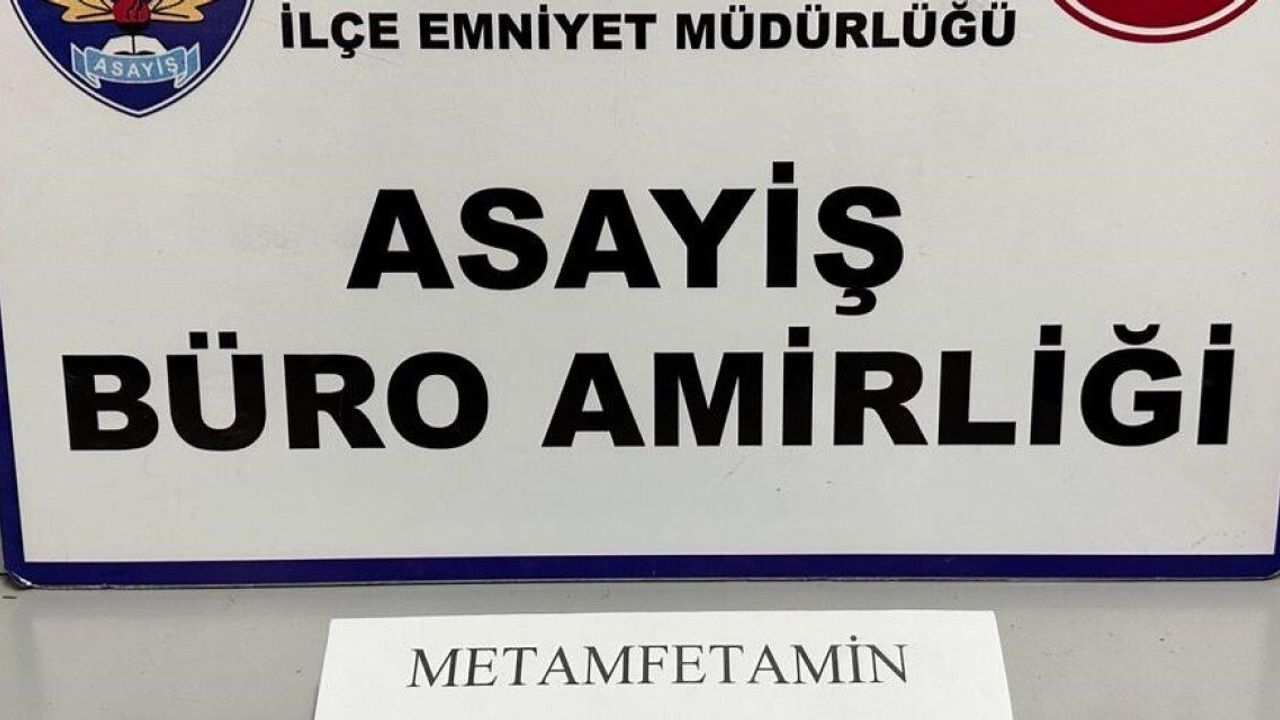 ASAYİŞ
İLÇE EMNİYET MÜDÜRLÜĞÜ
ASAYİŞ
BÜRO AMİRLİĞİ
METAMFETAMİN